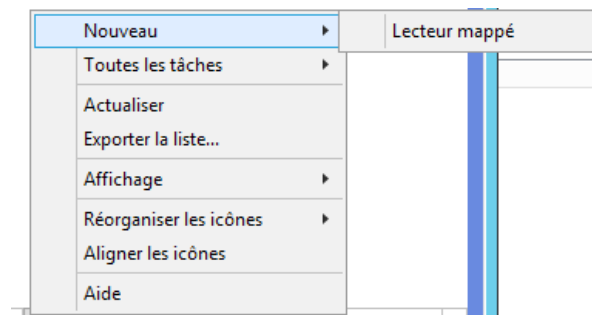 Nouveau
Lecteur mappé
Toutes les tâches
Actualiser
Exporter la liste...
Affichage
Réorganiser les icônes
Aligner les icônes
Aide